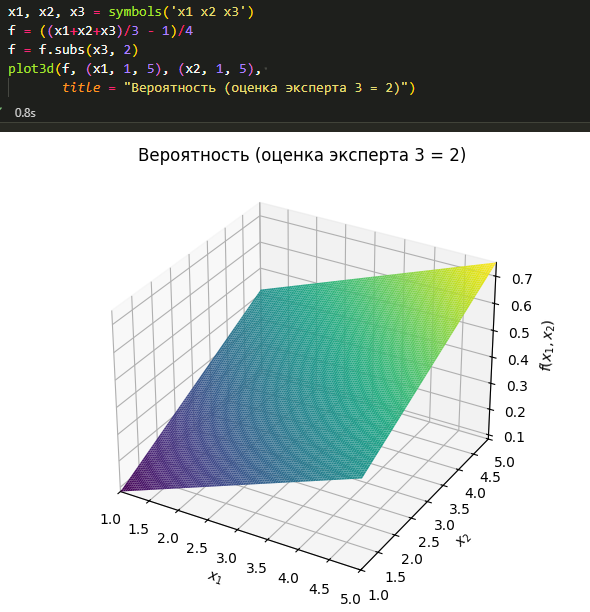 x1, x2, x3 = symbols('x1 x2 x3')
f = ((x1+x2+x3)/3 - 1)/4
f = f.subs(x3, 2)
plot3d(f, (x1, 1, 5), (x2, 1, 5),
title = "Вероятность (оценка эксперта 3 = 2)")
0.8s
Вероятность (оценка эксперта 3 = 2)
0.7
0.6
0.5
0.4
0.3
0.2
0.1
f(x₁, x₂)
1.0
1.5
2.0
2.5
3.0
3.5
4.0
4.5
5.0
x₁
1.0
1.5
2.0
2.5
3.0
3.5
4.0
4.5
5.0
x₂